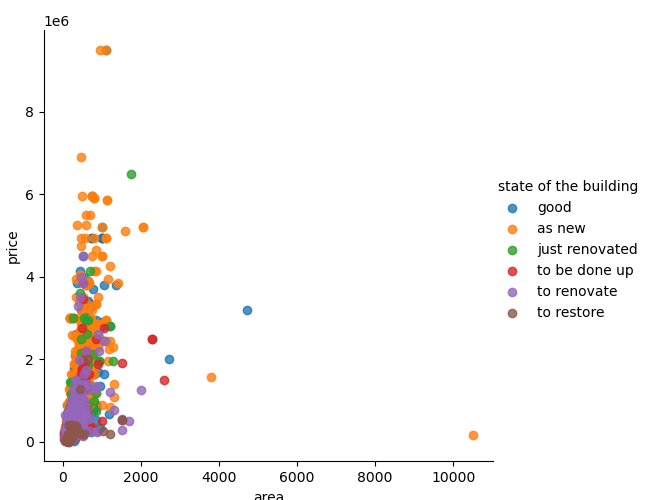 1e6
8
6
4
2
0
price
0 2000 4000 6000 8000 10000
area
state of the building
good
as new
just renovated
to be done up
to renovate
to restore